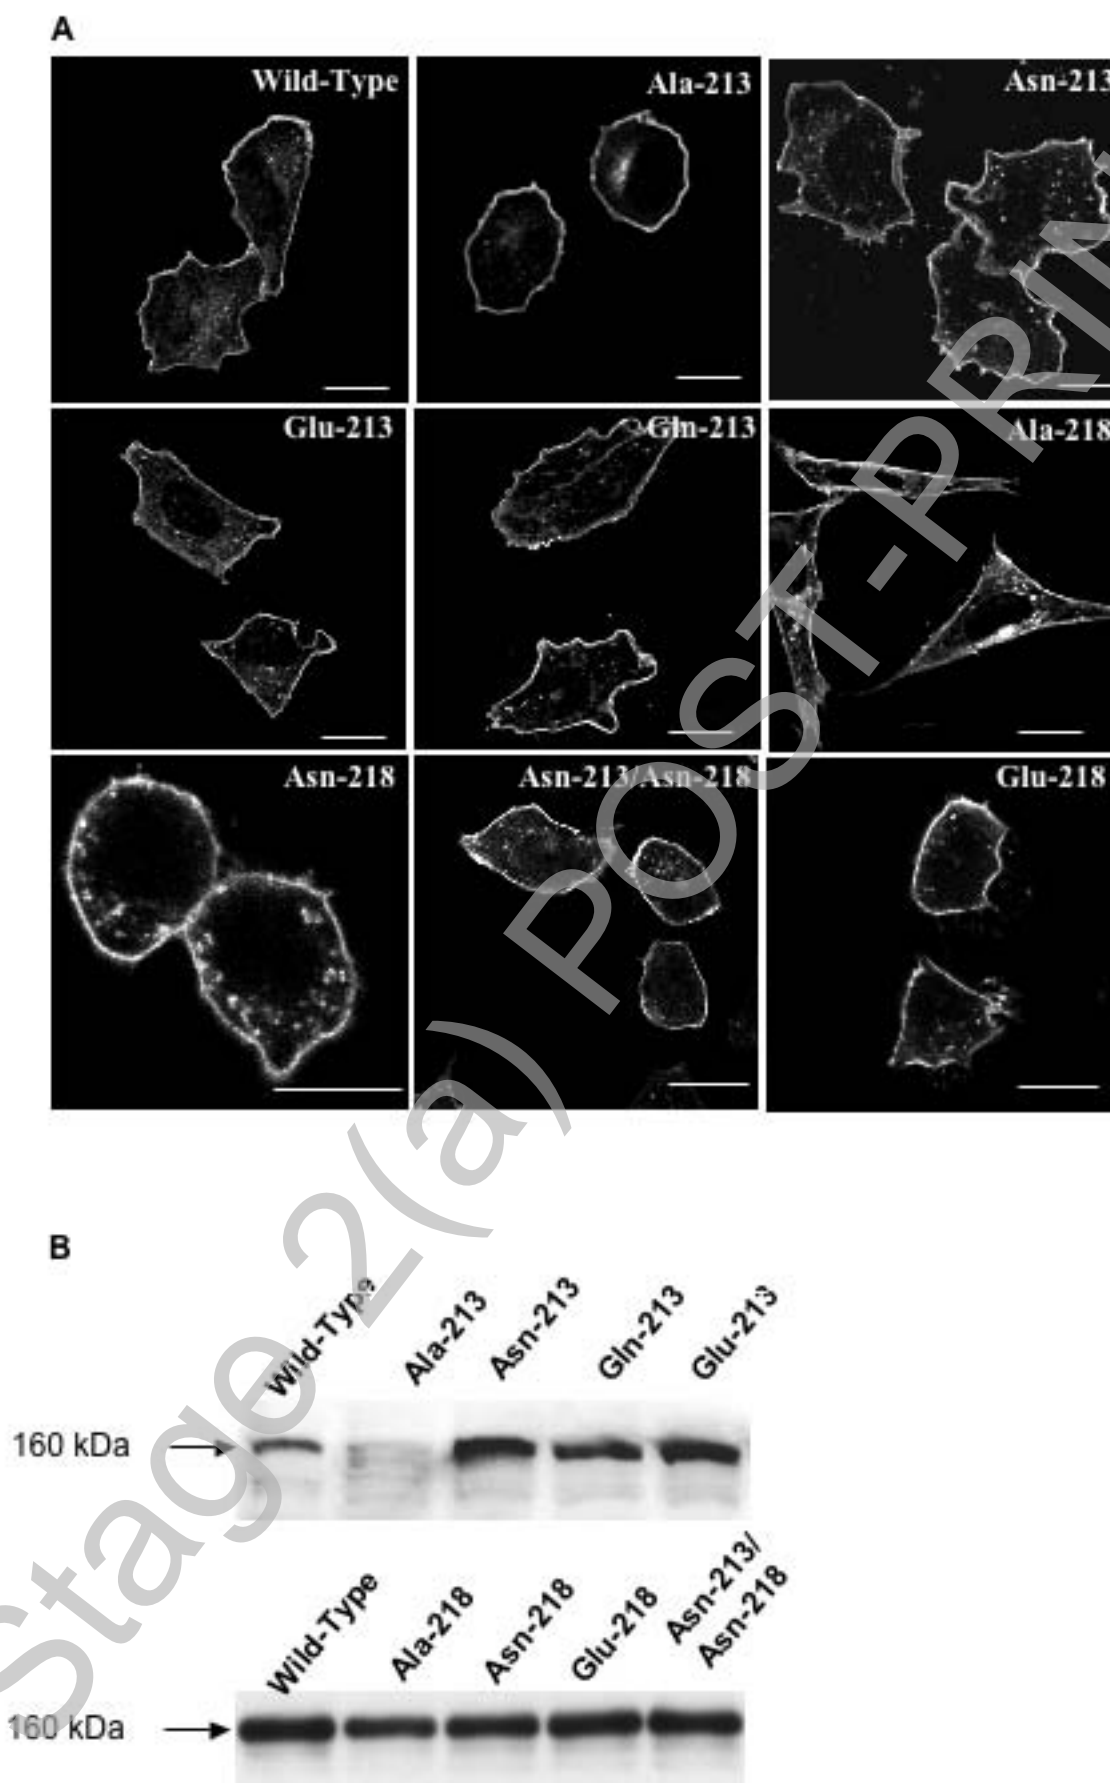 A
Wild-Type
Ala-213
Asn-213
Glu-213
Gln-213
Ala-218
Asn-218
Asn-213/Asn-218
Glu-218
B
Wild-Type
Ala-213
Asn-213
Gln-213
Glu-213
160 kDa
Wild-Type
Ala-218
Asn-218
Glu-218
Asn-213/
Asn-218
160 kDa
Stage 2(a) POST-PRIN